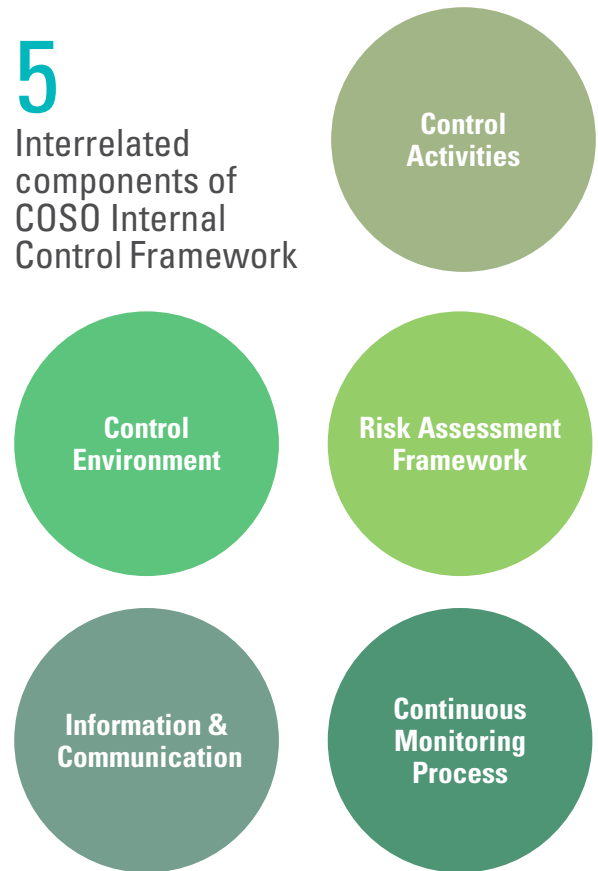 5
Interrelated
components of
COSO Internal
Control Framework
Control
Activities
Control
Environment
Risk Assessment
Framework
Information &
Communication
Continuous
Monitoring
Process